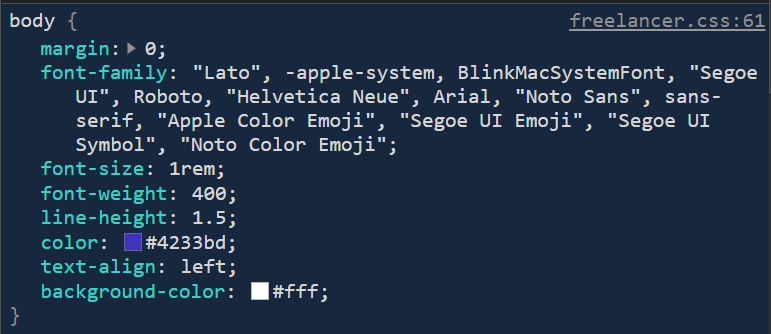 body {
freelancer.css:61
margin: 0;
font-family: "Lato", -apple-system, BlinkMacSystemFont, "Segoe
UI", Roboto, "Helvetica Neue", Arial, "Noto Sans", sans-
serif, "Apple Color Emoji", "Segoe UI Emoji", "Segoe UI
Symbol", "Noto Color Emoji";
font-size: 1rem;
font-weight: 400;
line-height: 1.5;
color: #4233bd;
text-align: left;
background-color: #fff;
}